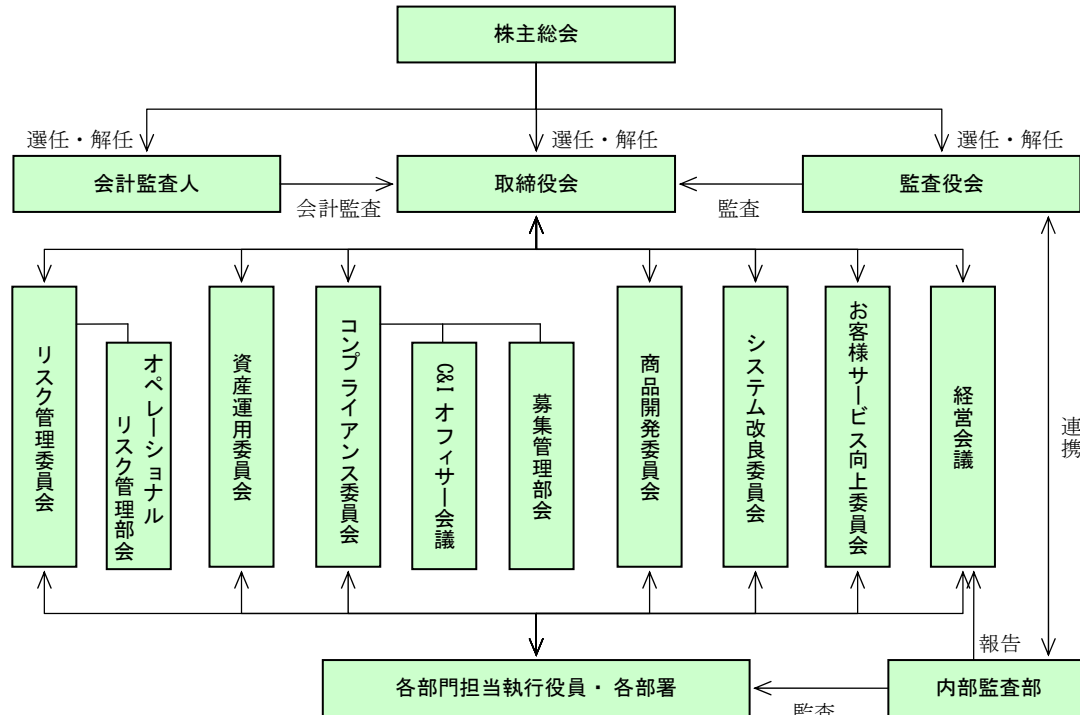 株主総会
選任・解任
選任・解任
選任・解任
会計監査人
取締役会
監査役会
会計監査
監査
リスク管理委員会
オペレーショナル
リスク管理部会
資産運用委員会
コンプライアンス委員会
C&I オフィサー会議
募集管理部会
商品開発委員会
システム改良委員会
お客様サービス向上委員会
経営会議
連携
報告
各部門担当執行役員・各部署
内部監査部
監査